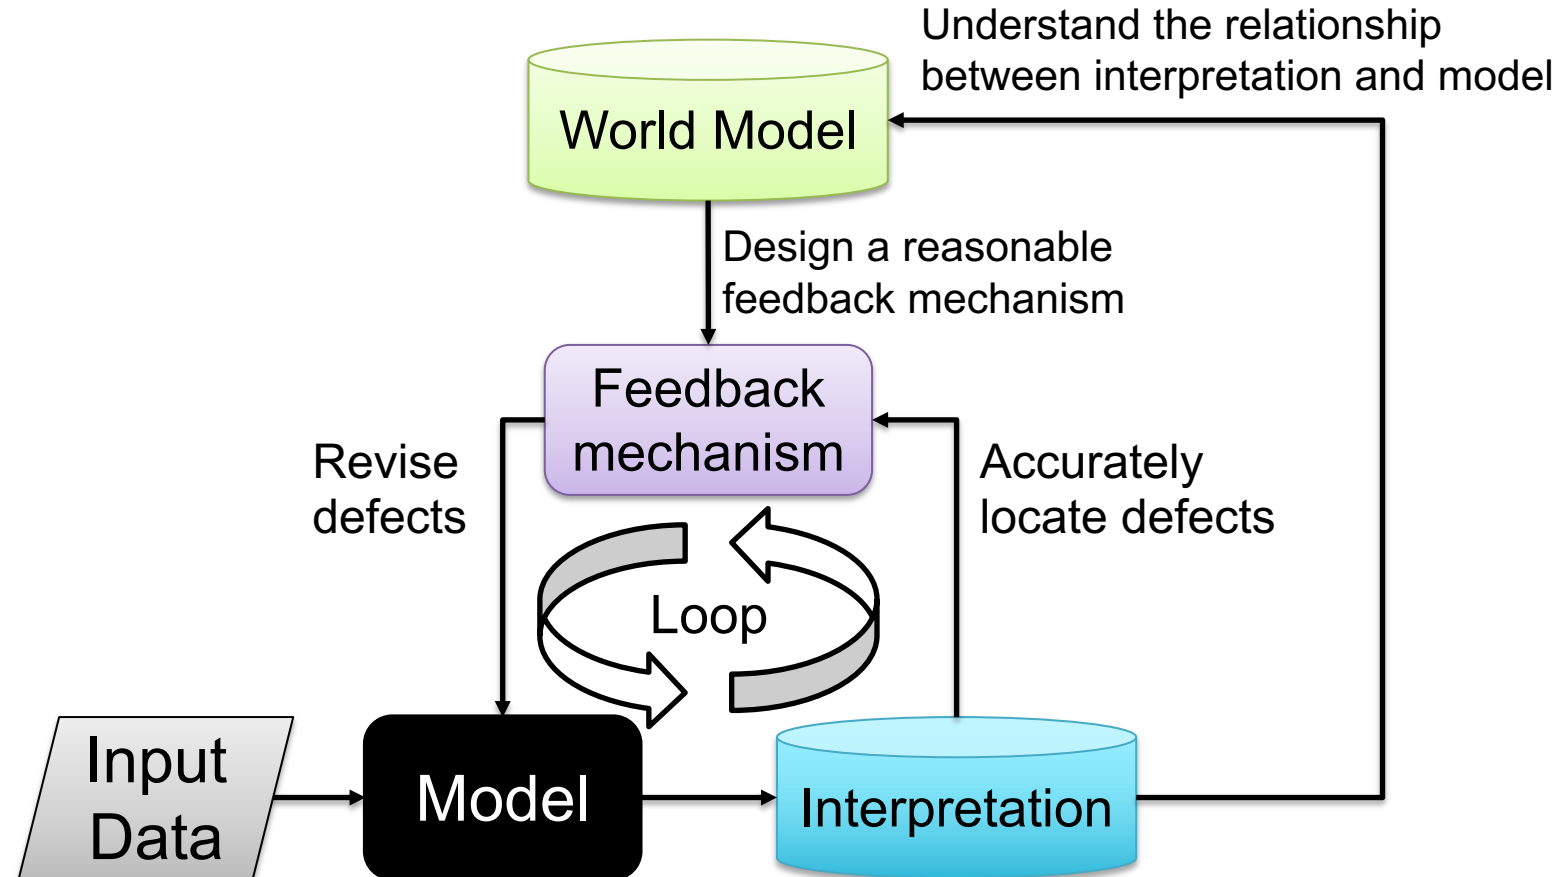 Understand the relationship
between interpretation and model
World Model
Design a reasonable
feedback mechanism
Feedback
mechanism
Revise
defects
Accurately
locate defects
Loop
Input
Data
Model
Interpretation